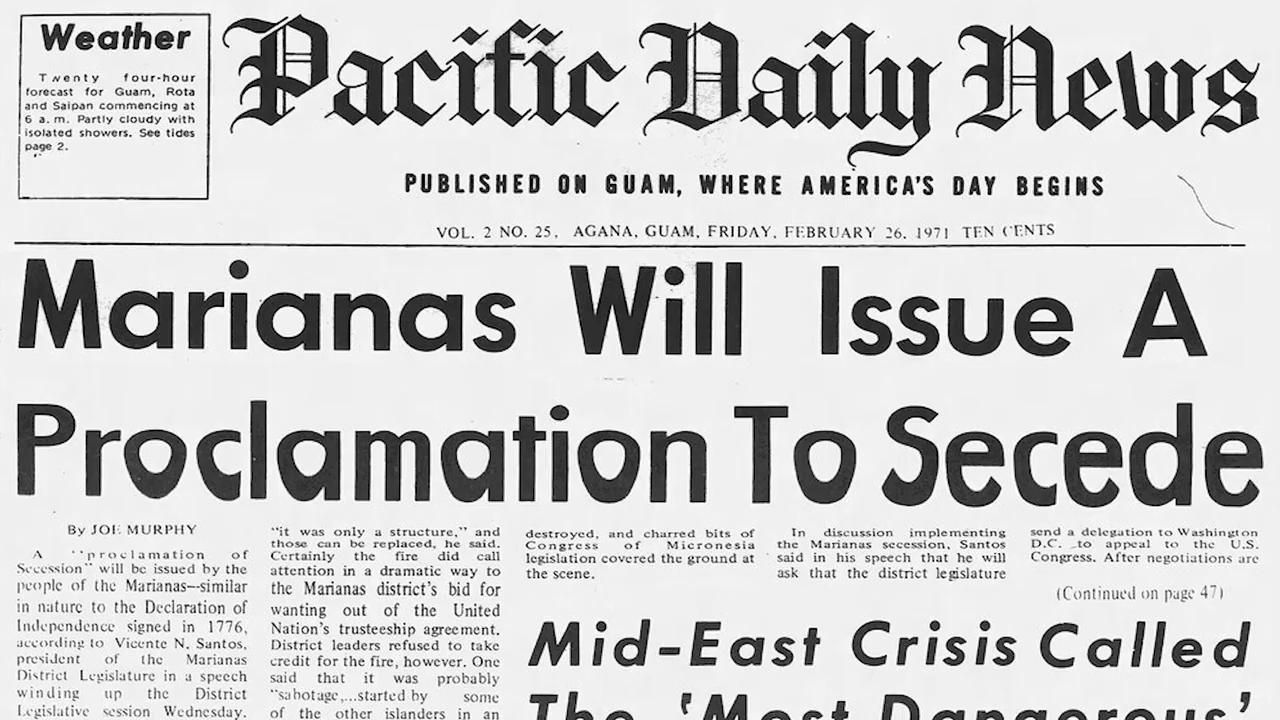 Weather
Twenty four-hour
forecast for Guam, Rota
and Saipan commencing at
6 a. m. Partly cloudy with
isolated showers. See tides
page 2.
Pacific Daily News
PUBLISHED ON GUAM, WHERE AMERICA'S DAY BEGINS
VOL. 2 NO. 25, AGANA, GUAM, FRIDAY, FEBRUARY 26. 1971 TEN CENTS
Marianas Will Issue A
Proclamation To Secede
By JOE MURPHY
A "proclamation of
Secession" will be issued by the
people of the Marianas--similar
in nature to the Declaration of
Independence signed in 1776,
according to Vicente N. Santos,
president of the Marianas
District Legislature in a speech
winding up the District
Legislative session Wednesday.
"it was only a structure," and
those can be replaced, he said.
Certainly the fire did call
attention in a dramatic way to
the Marianas district's bid for
wanting out of the United
Nation's trusteeship agreement.
District leaders refused to take
credit for the fire, however. One
said that it was probably
"sabotage,...started by some
of the other islanders in an
destroyed, and charred bits of
Congress of Micronesia
legislation covered the ground at
the scene.
In discussion implementing
the Marianas secession, Santos
said in his speech that he will
ask that the district legislature
send a delegation to Washington
D.C. to appeal to the U.S.
Congress. After negotiations are
(Continued on page 47)
Mid-East Crisis Called
The 'Most Dangerous'